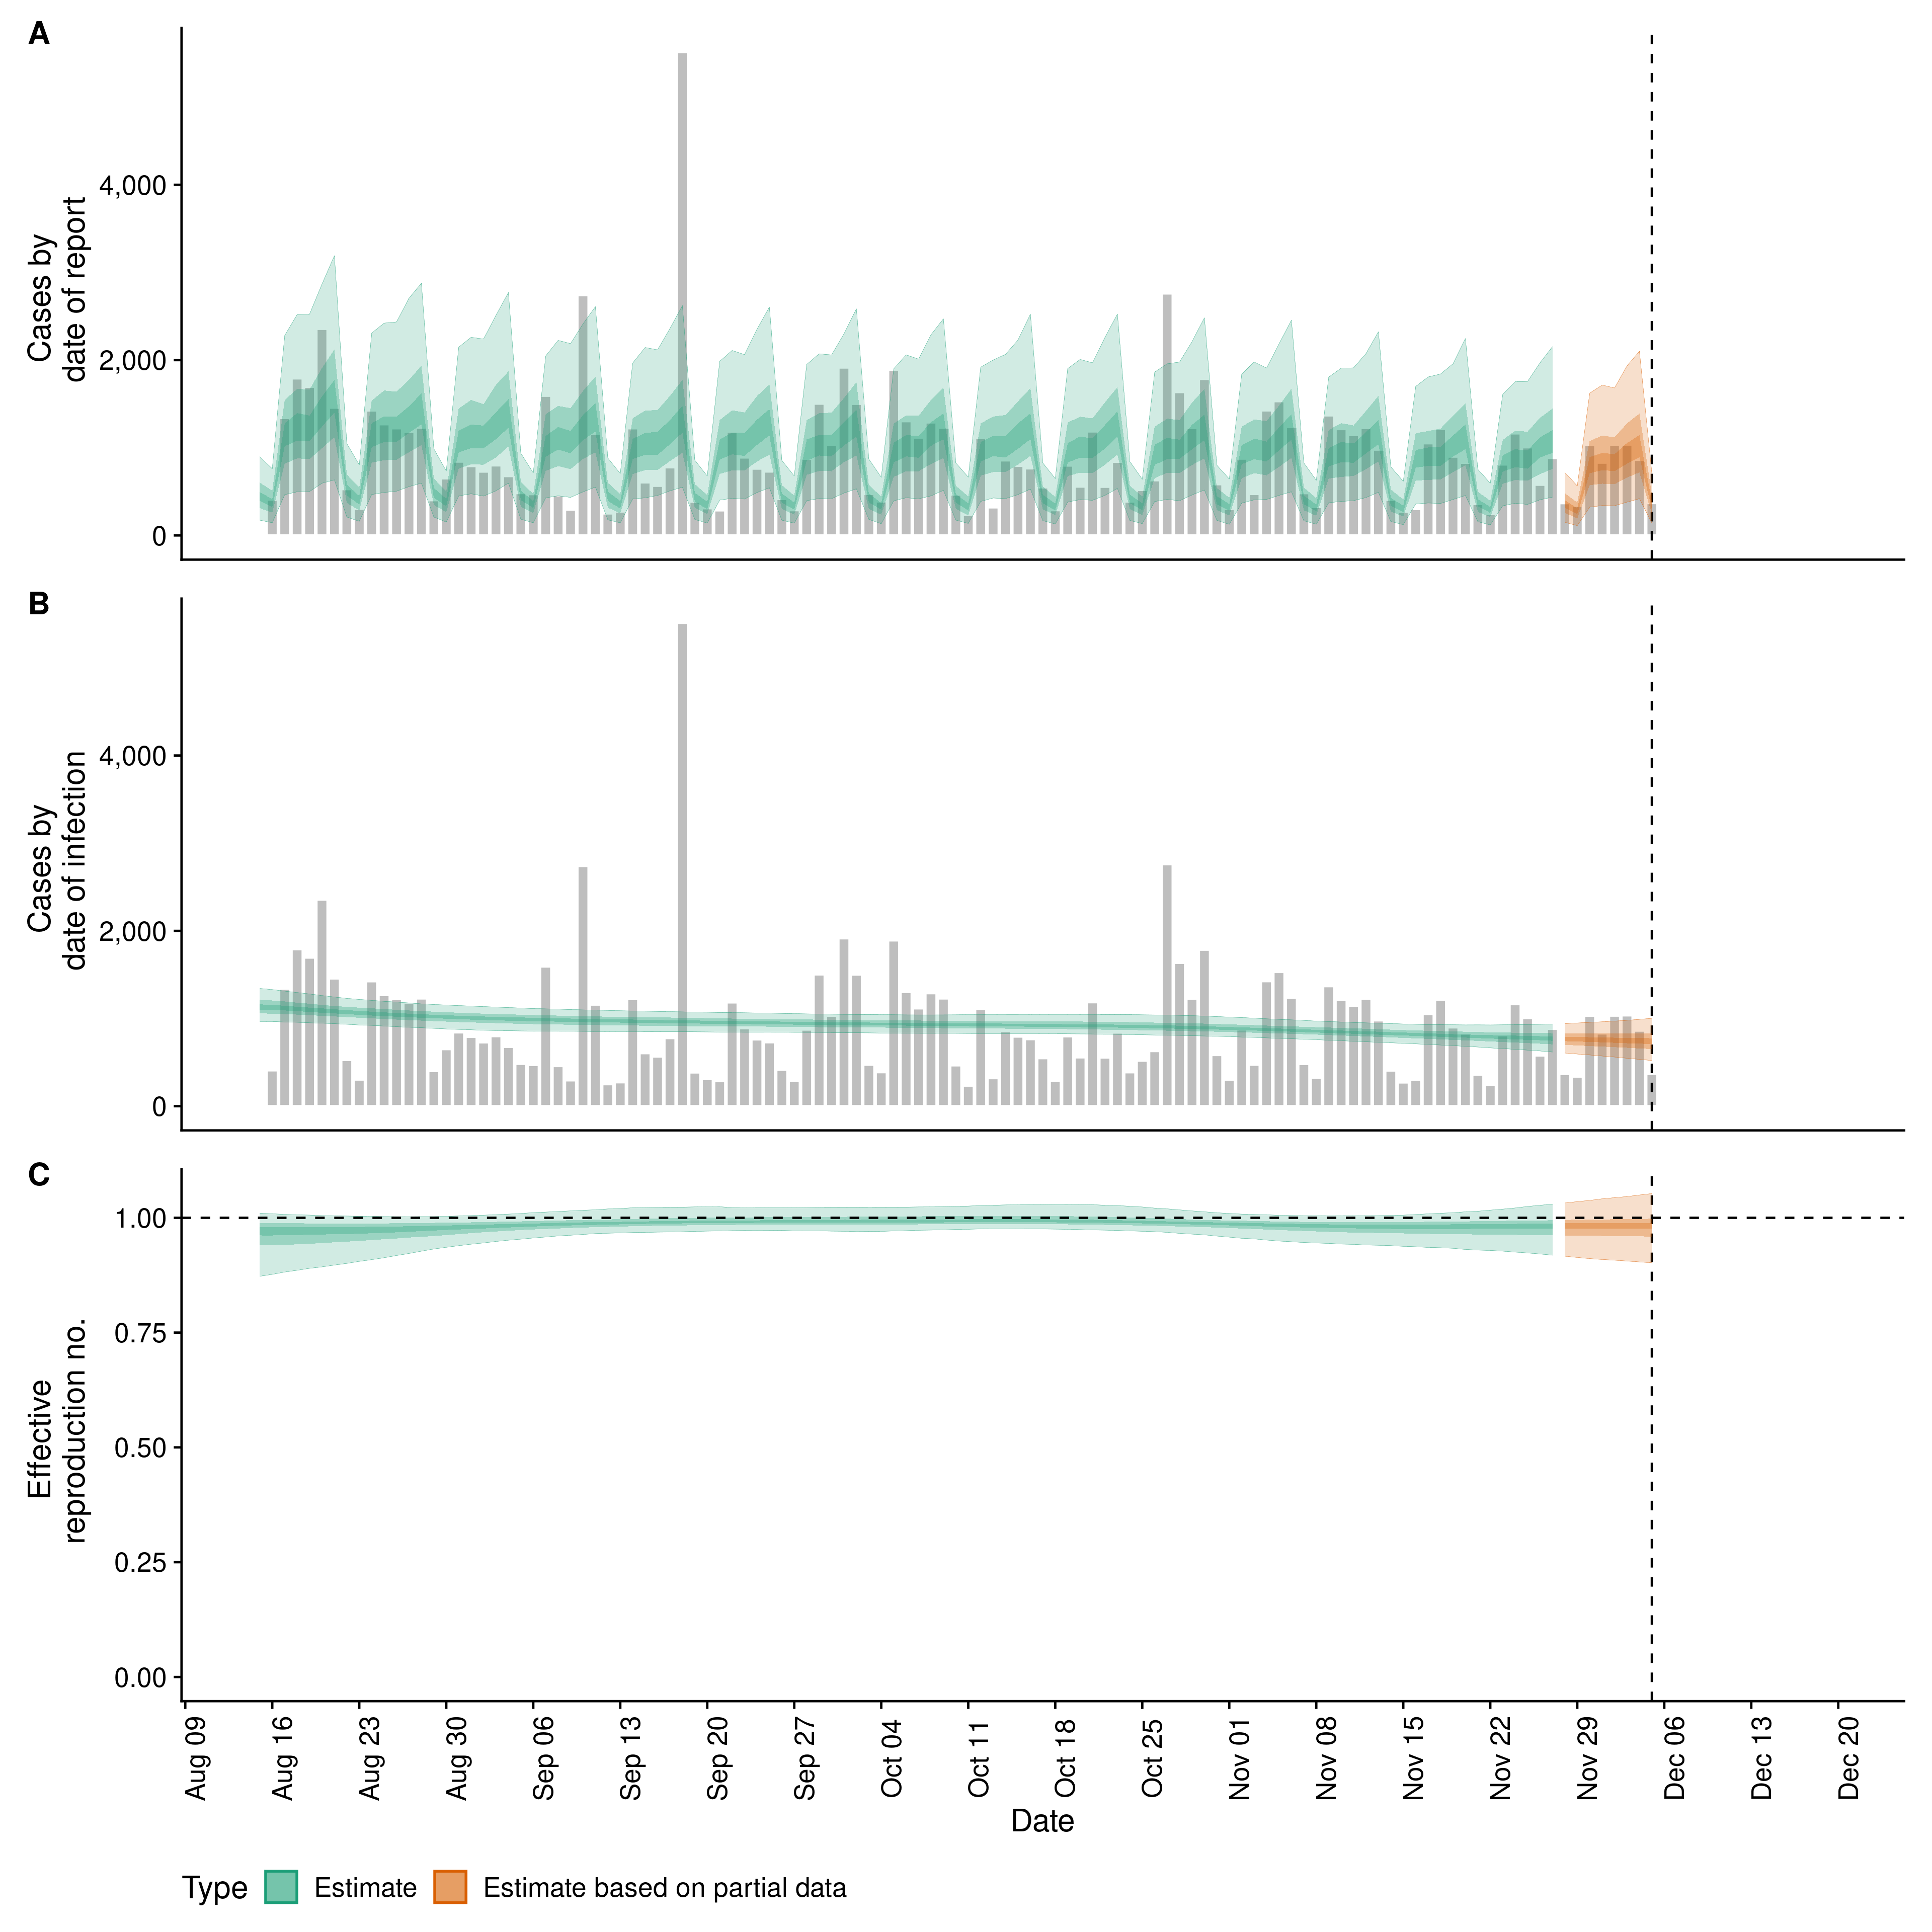 A
Cases by
date of report
4,000
2,000
0
B
Cases by
date of infection
4,000
2,000
0
C
Effective
reproduction no.
1.00
0.75
0.50
0.25
0.00
Aug 09
Aug 16
Aug 23
Aug 30
Sep 06
Sep 13
Sep 20
Sep 27
Oct 04
Oct 11
Oct 18
Oct 25
Nov 01
Nov 08
Nov 15
Nov 22
Nov 29
Dec 06
Dec 13
Dec 20
Date
Type Estimate Estimate based on partial data